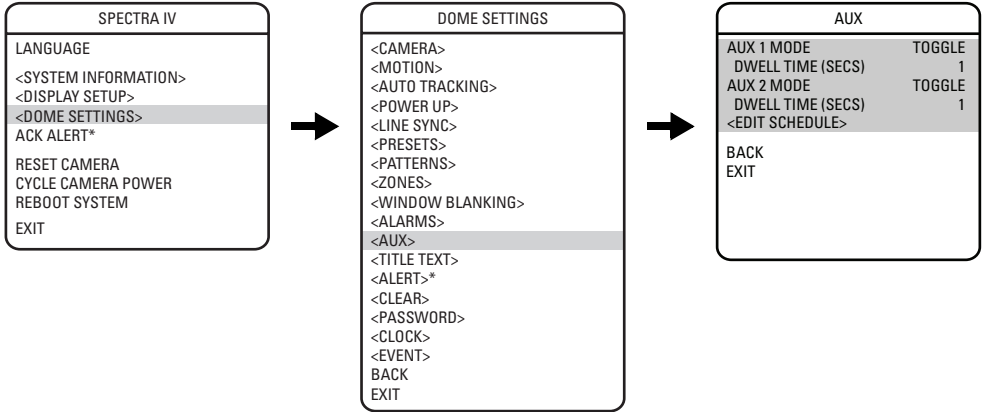 SPECTRA IV
LANGUAGE
<SYSTEM INFORMATION>
<DISPLAY SETUP>
<DOME SETTINGS>
ACK ALERT*
RESET CAMERA
CYCLE CAMERA POWER
REBOOT SYSTEM
EXIT
DOME SETTINGS
<CAMERA>
<MOTION>
<AUTO TRACKING>
<POWER UP>
<LINE SYNC>
<PRESETS>
<PATTERNS>
<ZONES>
<WINDOW BLANKING>
<ALARMS>
<AUX>
<TITLE TEXT>
<ALERT>*
<CLEAR>
<PASSWORD>
<CLOCK>
<EVENT>
BACK
EXIT
AUX
AUX 1 MODE TOGGLE
DWELL TIME (SECS) 1
AUX 2 MODE TOGGLE
DWELL TIME (SECS) 1
<EDIT SCHEDULE>
BACK
EXIT